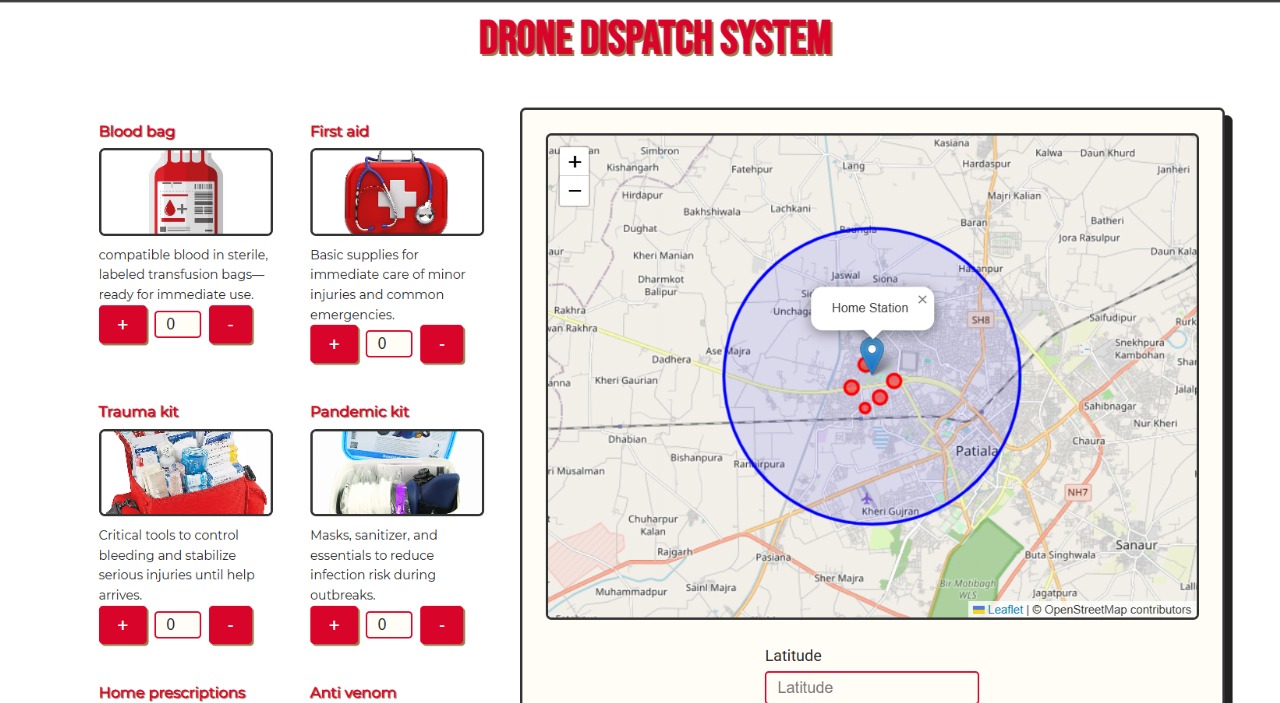 DRONE DISPATCH SYSTEM
Blood bag
First aid
compatible blood in sterile,
labeled transfusion bags—
ready for immediate use.
Basic supplies for
immediate care of minor
injuries and common
emergencies.
+ 0 -
+ 0 -
Trauma kit
Pandemic kit
Critical tools to control
bleeding and stabilize
serious injuries until help
arrives.
Masks, sanitizer, and
essentials to reduce
infection risk during
outbreaks.
+ 0 -
+ 0 -
Home prescriptions
Anti venom
+
−
Simbron
Kishangarh
Fatehpur
Lang
Kasiana
Hardaspur
Kalwa
Daun Khurd
Janheri
Hirdapur
Bakhshiwala
Lachkani
Majri Kalan
Baran
Batheri
Dughat
Jora Rasulpur
Kheri Manian
Daun Kala
Jaswal
Siona
Hasanpur
Dharmkot
Balipur
Home Station
×
Rakhra
SH8
Saifudipur
wan Rakhra
Snekhpura
Kambohan
Ase Majra
Dadhera
Kheri Gaurian
Sahibnagar
Nur Kheri
Dhabian
Chaura
Bishanpura
Patiala
ri Musalman
NH7
Kheri Gujran
Chuharpur
Kalan
Rajgarh
Pasiana
Sanaur
Buta Singhwala
Sher Majra
Sainl Majra
Muhammadpur
Bir Motibagh
WLS
Jagatpura
Leaflet | © OpenStreetMap contributors
Latitude
Latitude